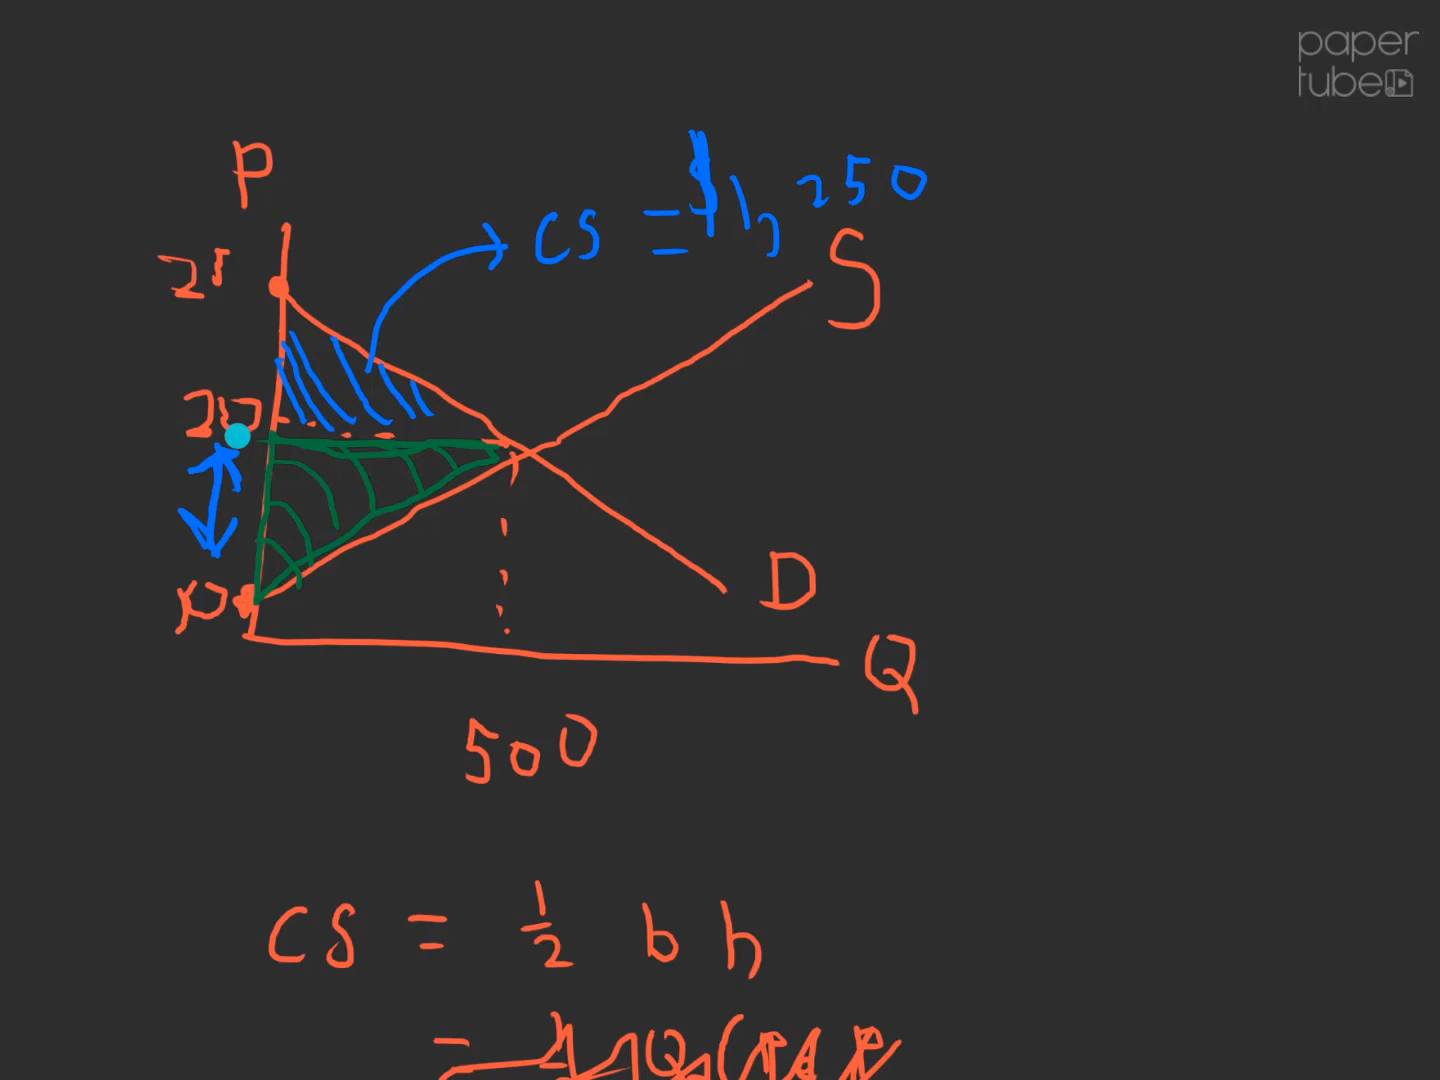 paper
tube
P
CS = $1,250
S
25
20
10
D
Q
500
CS = 1/2 b h
=